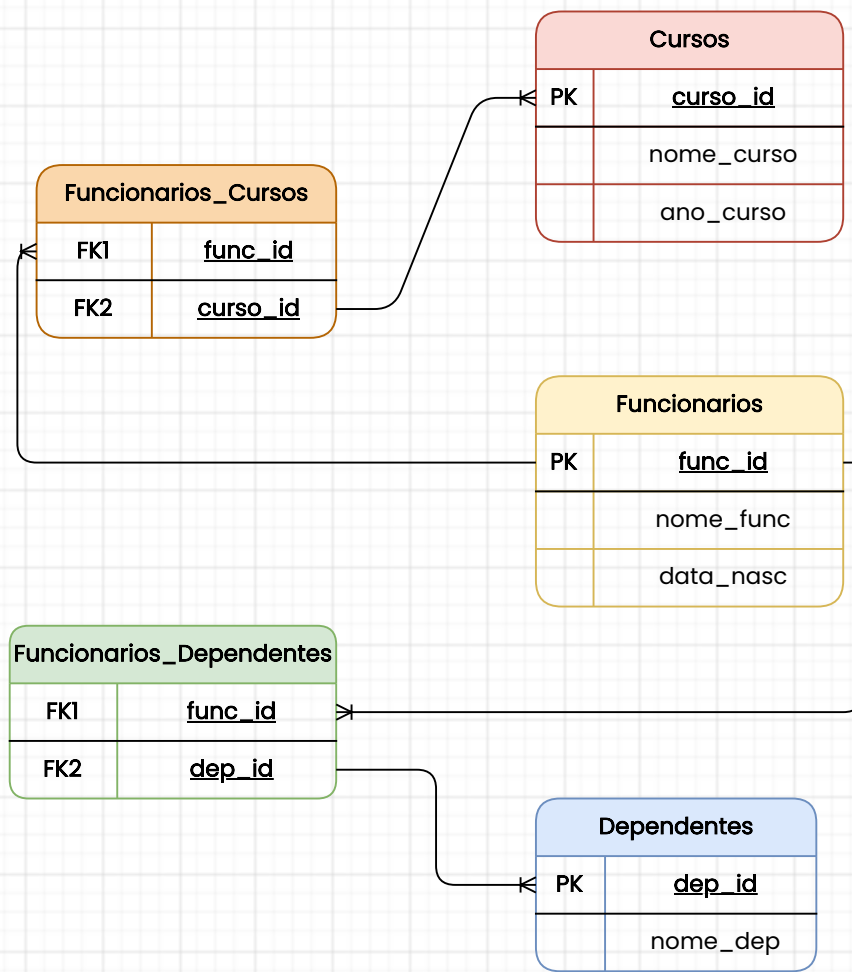 Cursos
PK curso_id
nome_curso
ano_curso
Funcionarios_Cursos
FK1 func_id
FK2 curso_id
Funcionarios
PK func_id
nome_func
data_nasc
Funcionarios_Dependentes
FK1 func_id
FK2 dep_id
Dependentes
PK dep_id
nome_dep